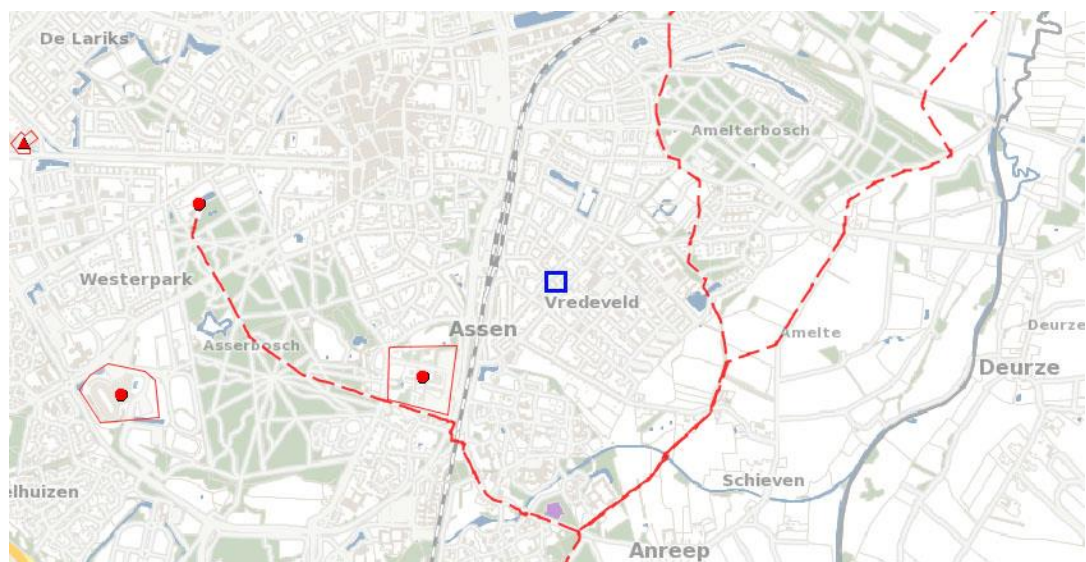 De Lariks
Amelterbosch
Westerpark
Vredeveld
Deurze
Assen
Amelte
Asserbosch
Deurze
Schieven
elhuizen
Anreep